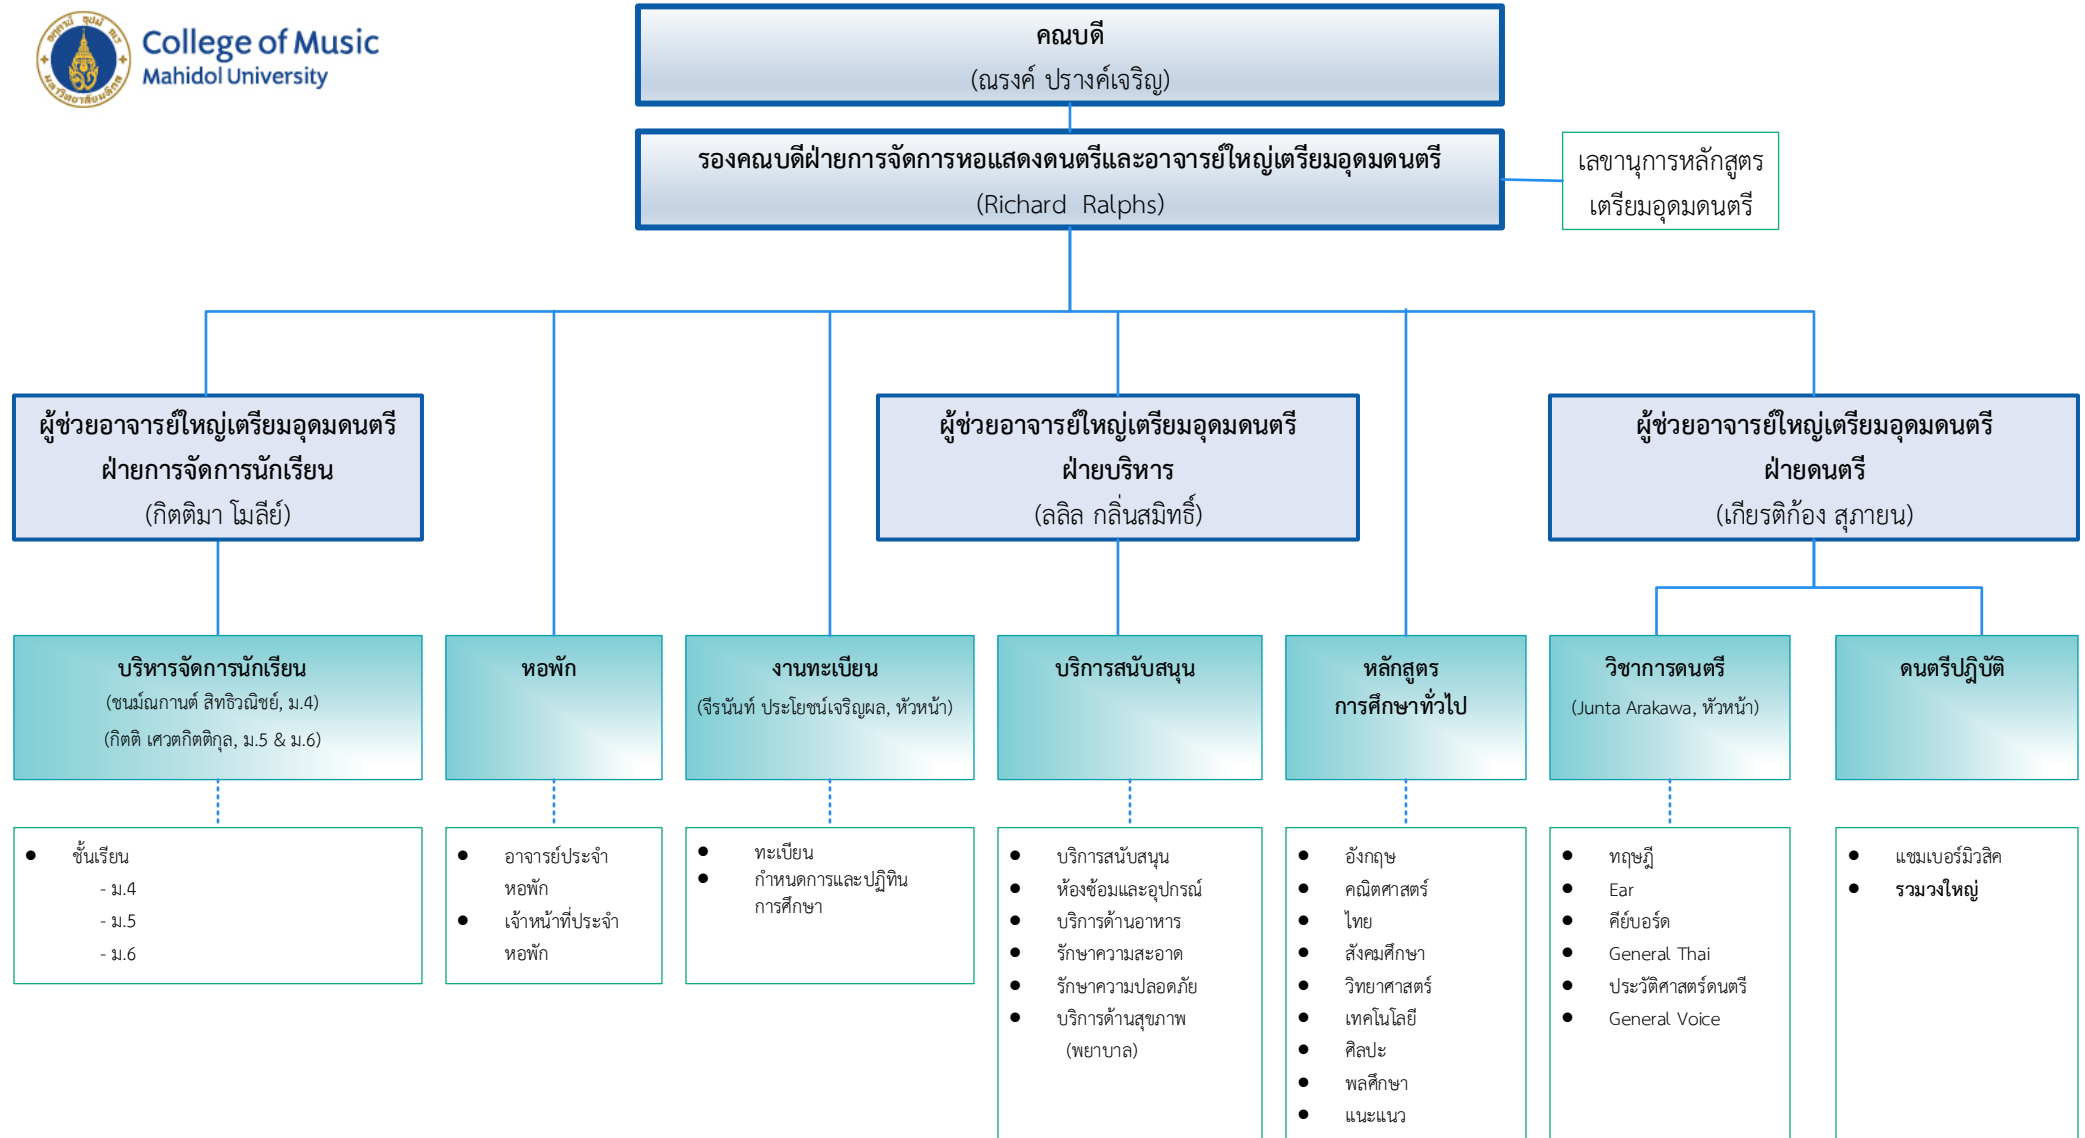 College of Music
Mahidol University
คณบดี
(ณรงค์ ปรางค์เจริญ)
รองคณบดีฝ่ายการจัดการหอแสดงดนตรีและอาจารย์ใหญ่เตรียมอุดมดนตรี
(Richard Ralphs)
เลขานุการหลักสูตร
เตรียมอุดมดนตรี
ผู้ช่วยอาจารย์ใหญ่เตรียมอุดมดนตรี
ฝ่ายการจัดการนักเรียน
(กิตติมา โมลีย์)
ผู้ช่วยอาจารย์ใหญ่เตรียมอุดมดนตรี
ฝ่ายบริหาร
(ลลิล กลิ่นสมิทธิ์)
ผู้ช่วยอาจารย์ใหญ่เตรียมอุดมดนตรี
ฝ่ายดนตรี
(เกียรติก้อง สุภายน)
บริหารจัดการนักเรียน
(ชนม์ณกานต์ สิทธิวณิชย์, ม.4)
(กิตติ เศวตกิตติกุล, ม.5 & ม.6)
หอพัก
งานทะเบียน
(จีรนันท์ ประโยชน์เจริญผล, หัวหน้า)
บริการสนับสนุน
หลักสูตร
การศึกษาทั่วไป
วิชาการดนตรี
(Junta Arakawa, หัวหน้า)
ดนตรีปฎิบัติ
● ชั้นเรียน
- ม.4
- ม.5
- ม.6
● อาจารย์ประจำ
หอพัก
● เจ้าหน้าที่ประจำ
หอพัก
● ทะเบียน
● กำหนดการและปฏิทิน
การศึกษา
● บริการสนับสนุน
● ห้องซ้อมและอุปกรณ์
● บริการด้านอาหาร
● รักษาความสะอาด
● รักษาความปลอดภัย
● บริการด้านสุขภาพ
(พยาบาล)
● อังกฤษ
● คณิตศาสตร์
● ไทย
● สังคมศึกษา
● วิทยาศาสตร์
● เทคโนโลยี
● ศิลปะ
● พลศึกษา
● แนะแนว
● ทฤษฎี
● Ear
● คีย์บอร์ด
● General Thai
● ประวัติศาสตร์ดนตรี
● General Voice
● แชมเบอร์มิวสิค
● รวมวงใหญ่